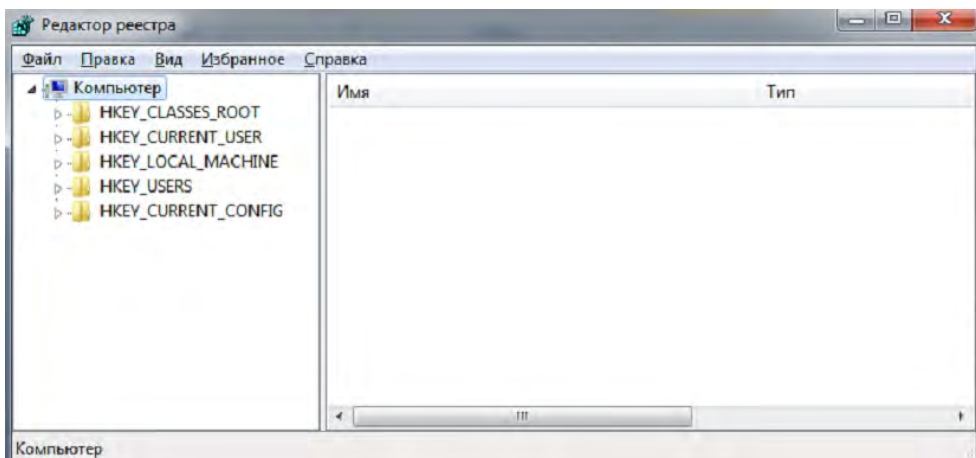 Редактор реестра
Файл Правка Вид Избранное Справка
Компьютер
HKEY_CLASSES_ROOT
HKEY_CURRENT_USER
HKEY_LOCAL_MACHINE
HKEY_USERS
HKEY_CURRENT_CONFIG
Имя Тип
Компьютер